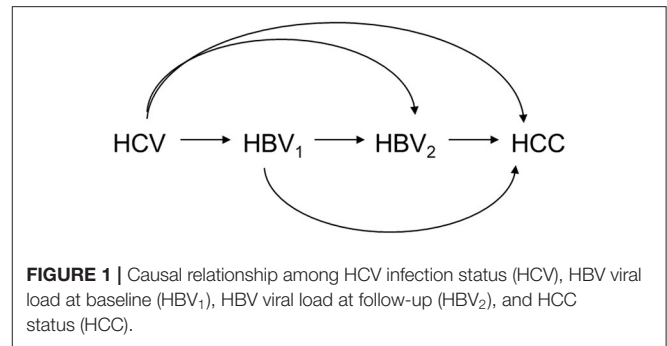 HCV HBV₁ HBV₂ HCC
FIGURE 1 | Causal relationship among HCV infection status (HCV), HBV viral
load at baseline (HBV₁), HBV viral load at follow-up (HBV₂), and HCC
status (HCC).